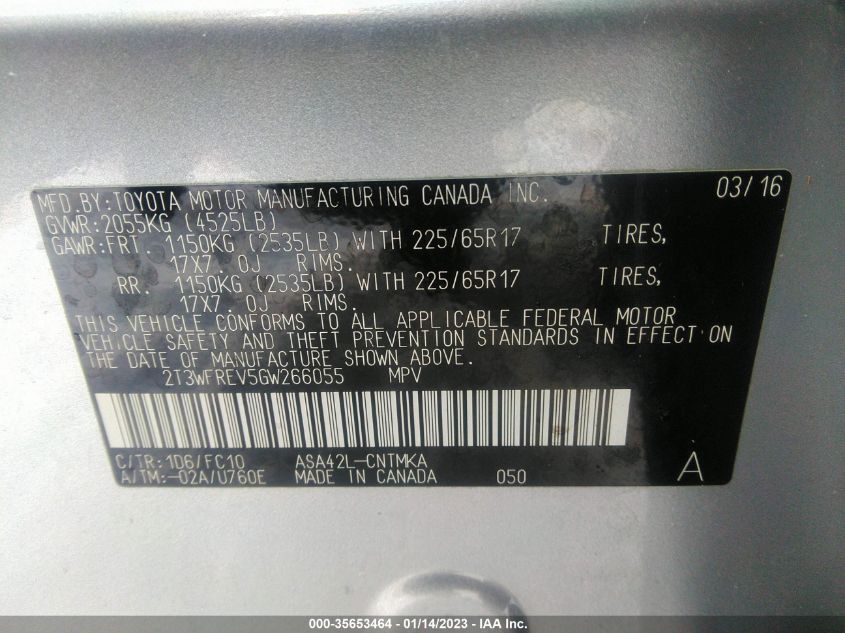 MFD. BY: TOYOTA MOTOR MANUFACTURING CANADA INC. 03/16
GVWR: 2055KG (4525LB)
GAWR: FRT. 1150KG (2535LB) WITH 225/65R17 TIRES,
17X7.0J RIMS.
RR. 1150KG (2535LB) WITH 225/65R17 TIRES,
17X7.0J RIMS.
THIS VEHICLE CONFORMS TO ALL APPLICABLE FEDERAL MOTOR
VEHICLE SAFETY AND THEFT PREVENTION STANDARDS IN EFFECT ON
THE DATE OF MANUFACTURE SHOWN ABOVE.
2T3WFREV5GW266055 MPV
C/TR: 1D6/FC10 ASA42L-CNTMKA
A/TM: -02A/U760E MADE IN CANADA 050 A
000-35653464 - 01/14/2023 - IAA Inc.